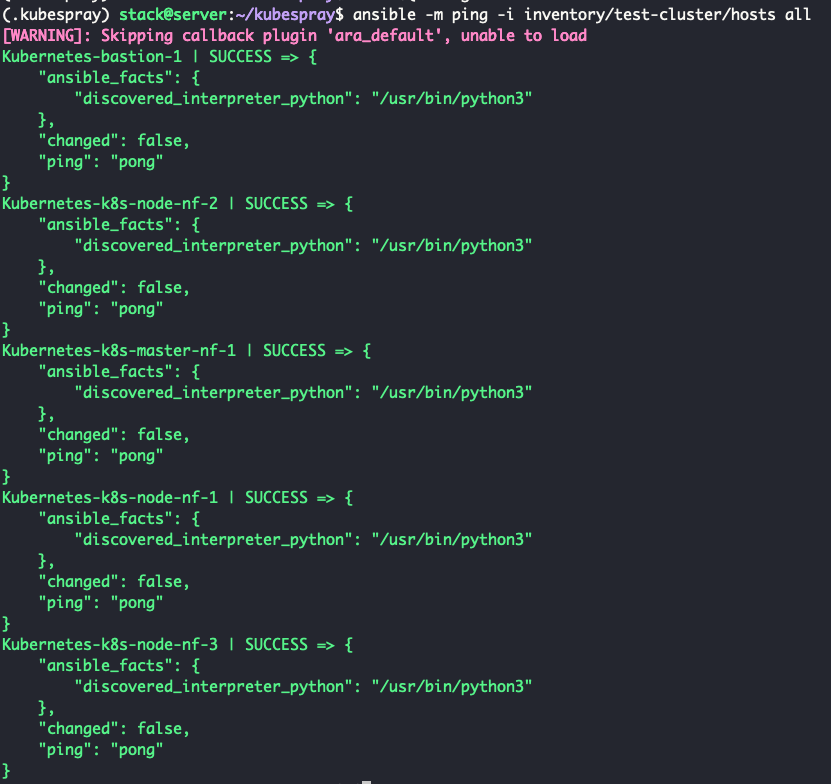 (.kubespray) stack@server:~/kubespray$ ansible -m ping -i inventory/test-cluster/hosts all
[WARNING]: Skipping callback plugin 'ara_default', unable to load
Kubernetes-bastion-1 | SUCCESS => {
    "ansible_facts": {
        "discovered_interpreter_python": "/usr/bin/python3"
    },
    "changed": false,
    "ping": "pong"
}
Kubernetes-k8s-node-nf-2 | SUCCESS => {
    "ansible_facts": {
        "discovered_interpreter_python": "/usr/bin/python3"
    },
    "changed": false,
    "ping": "pong"
}
Kubernetes-k8s-master-nf-1 | SUCCESS => {
    "ansible_facts": {
        "discovered_interpreter_python": "/usr/bin/python3"
    },
    "changed": false,
    "ping": "pong"
}
Kubernetes-k8s-node-nf-1 | SUCCESS => {
    "ansible_facts": {
        "discovered_interpreter_python": "/usr/bin/python3"
    },
    "changed": false,
    "ping": "pong"
}
Kubernetes-k8s-node-nf-3 | SUCCESS => {
    "ansible_facts": {
        "discovered_interpreter_python": "/usr/bin/python3"
    },
    "changed": false,
    "ping": "pong"
}